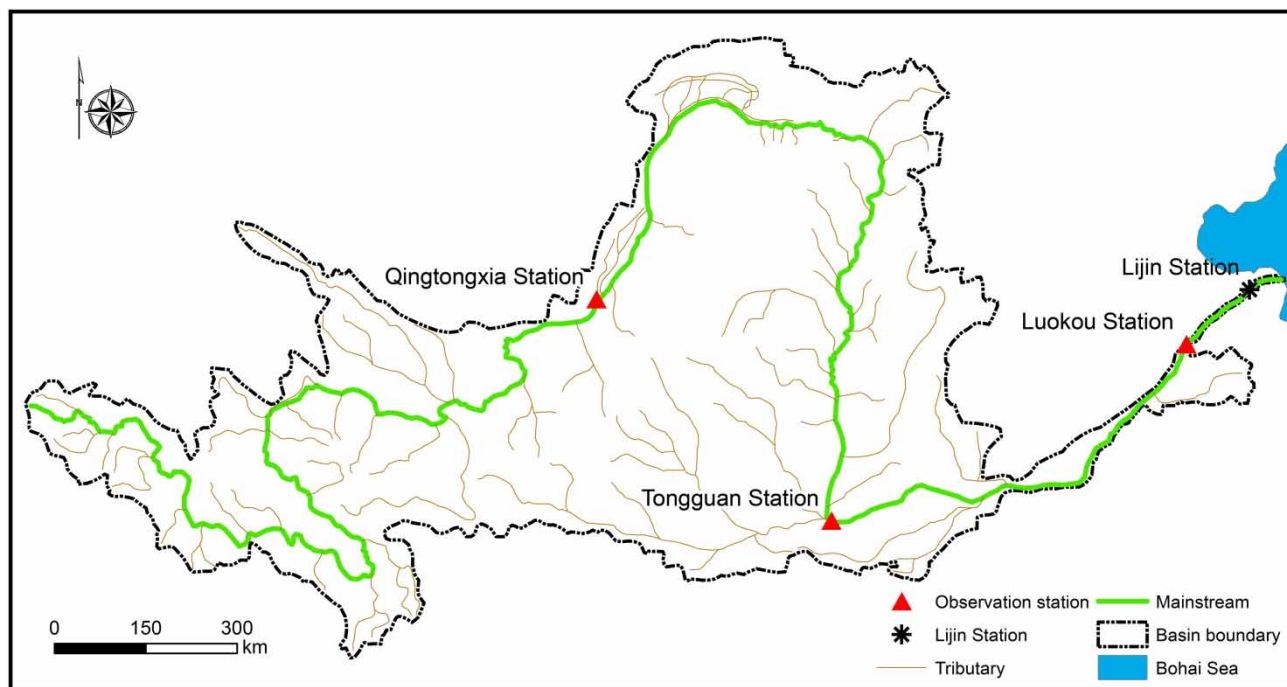 N
Qingtongxia Station
Lijin Station
Luokou Station
Tongguan Station
0 150 300
km
Observation station
Mainstream
Lijin Station
Basin boundary
Tributary
Bohai Sea